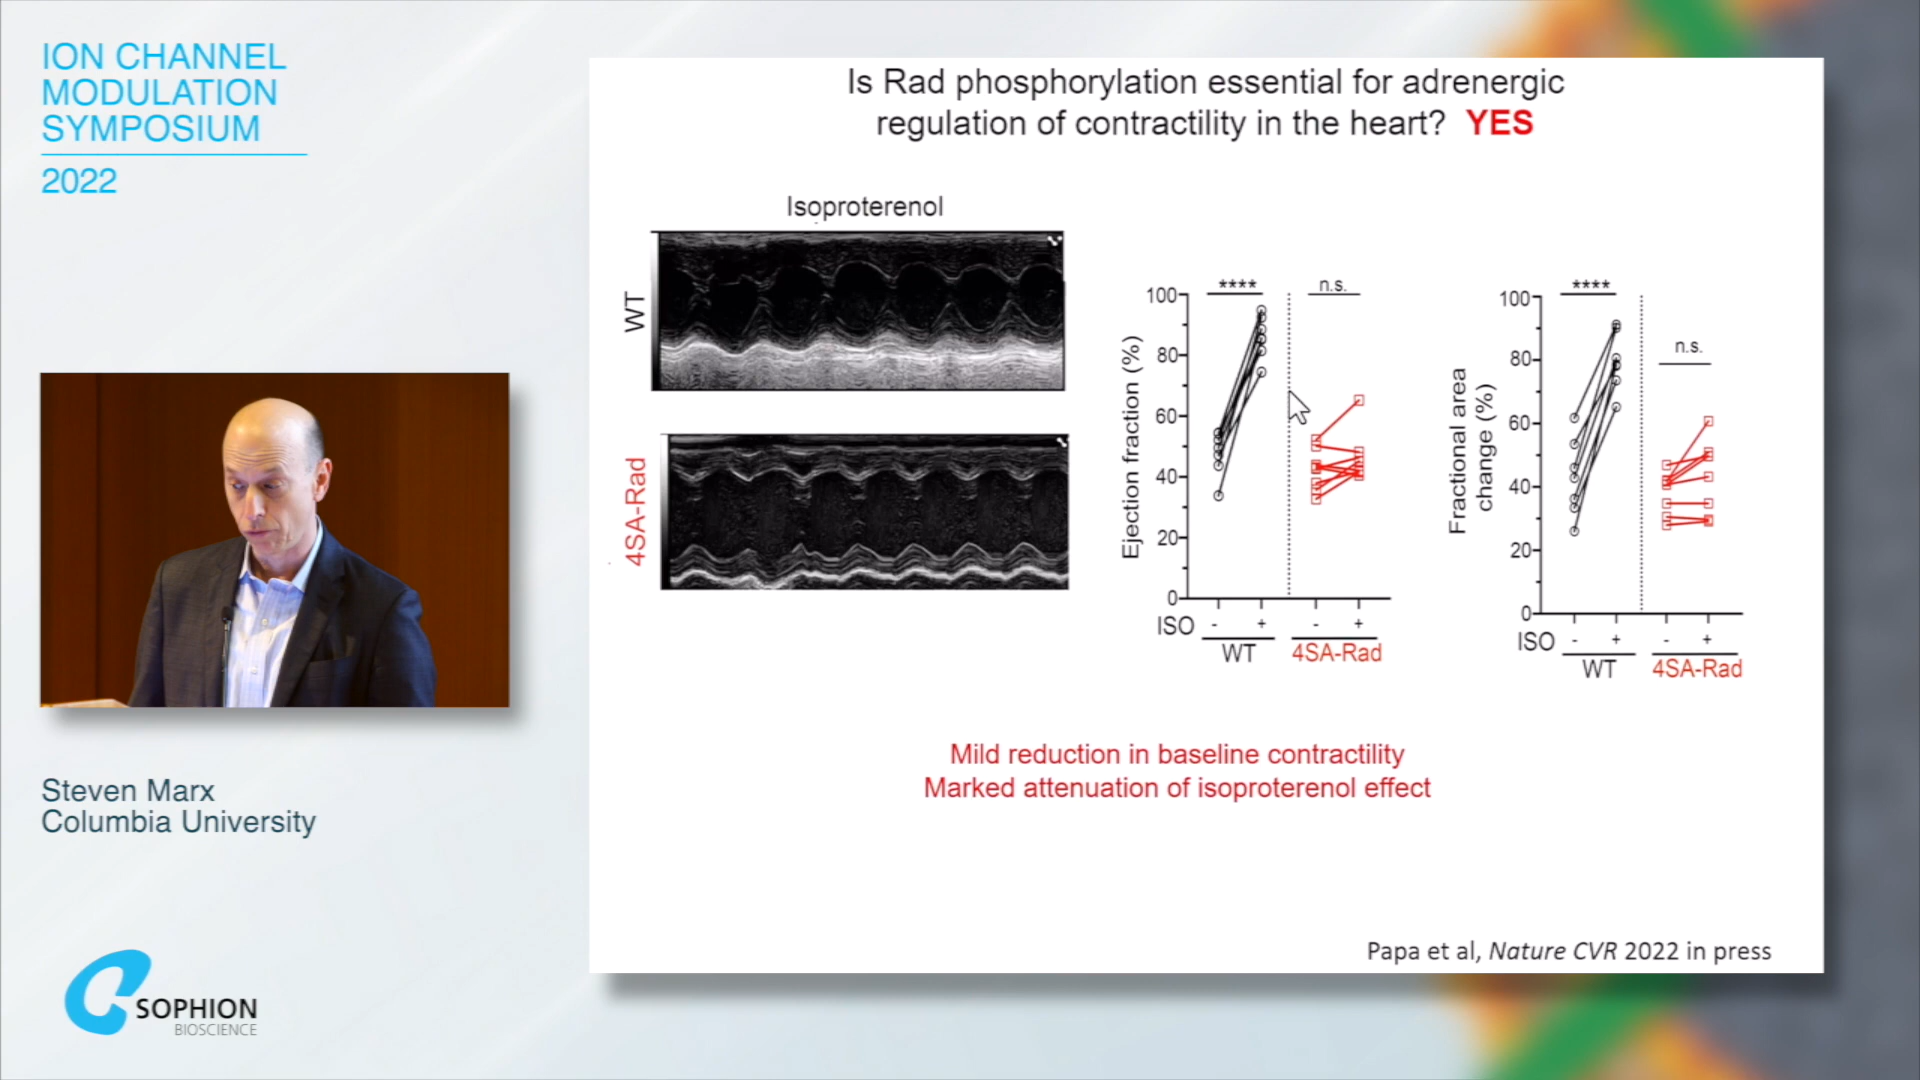 ION CHANNEL
MODULATION
SYMPOSIUM
2022
Steven Marx
Columbia University
SOPHION
BIOSCIENCE
Is Rad phosphorylation essential for adrenergic
regulation of contractility in the heart? YES
Isoproterenol
WT
4SA-Rad
Ejection fraction (%)
100
80
60
40
20
0
**** n.s.
ISO - + - +
WT 4SA-Rad
Fractional area
change (%)
100
80
60
40
20
0
**** n.s.
ISO - + - +
WT 4SA-Rad
Mild reduction in baseline contractility
Marked attenuation of isoproterenol effect
Papa et al, Nature CVR 2022 in press